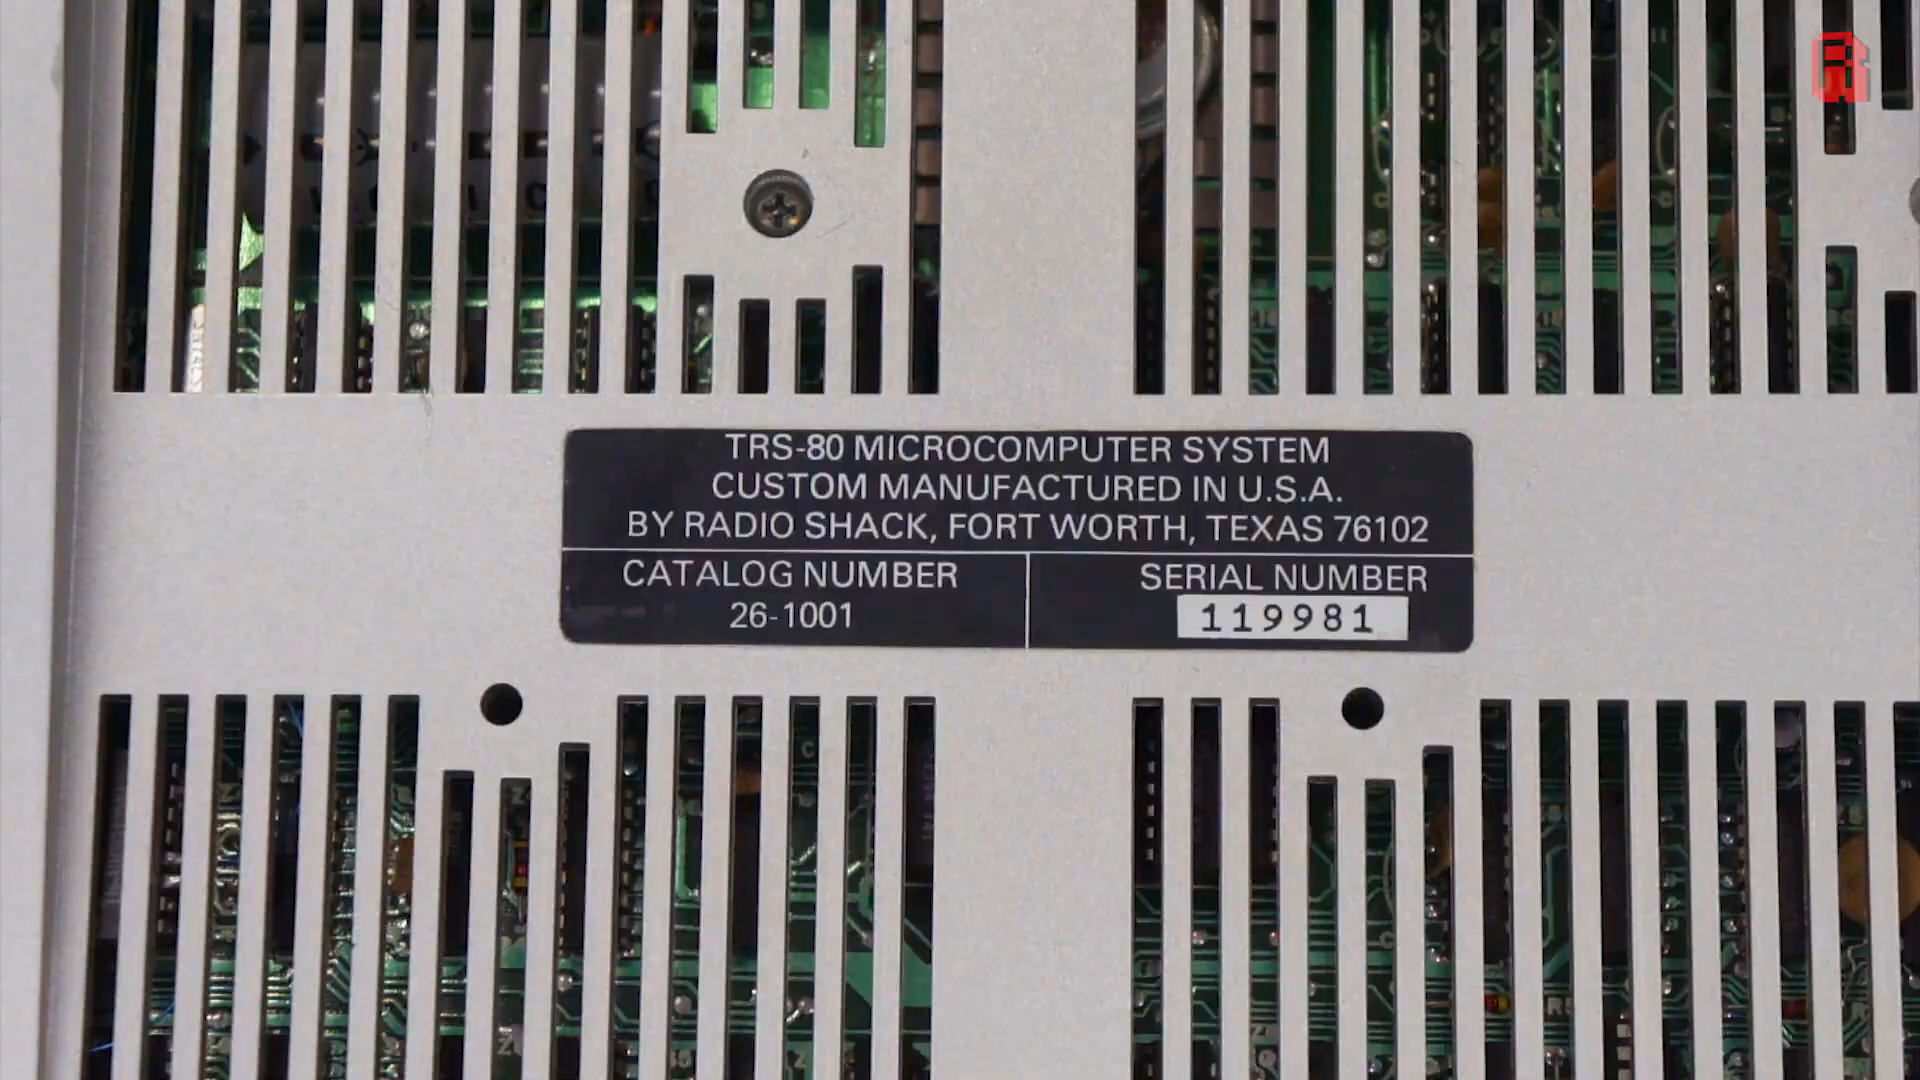 TRS-80 MICROCOMPUTER SYSTEM
CUSTOM MANUFACTURED IN U.S.A.
BY RADIO SHACK, FORT WORTH, TEXAS 76102
CATALOG NUMBER
26-1001
SERIAL NUMBER
119981